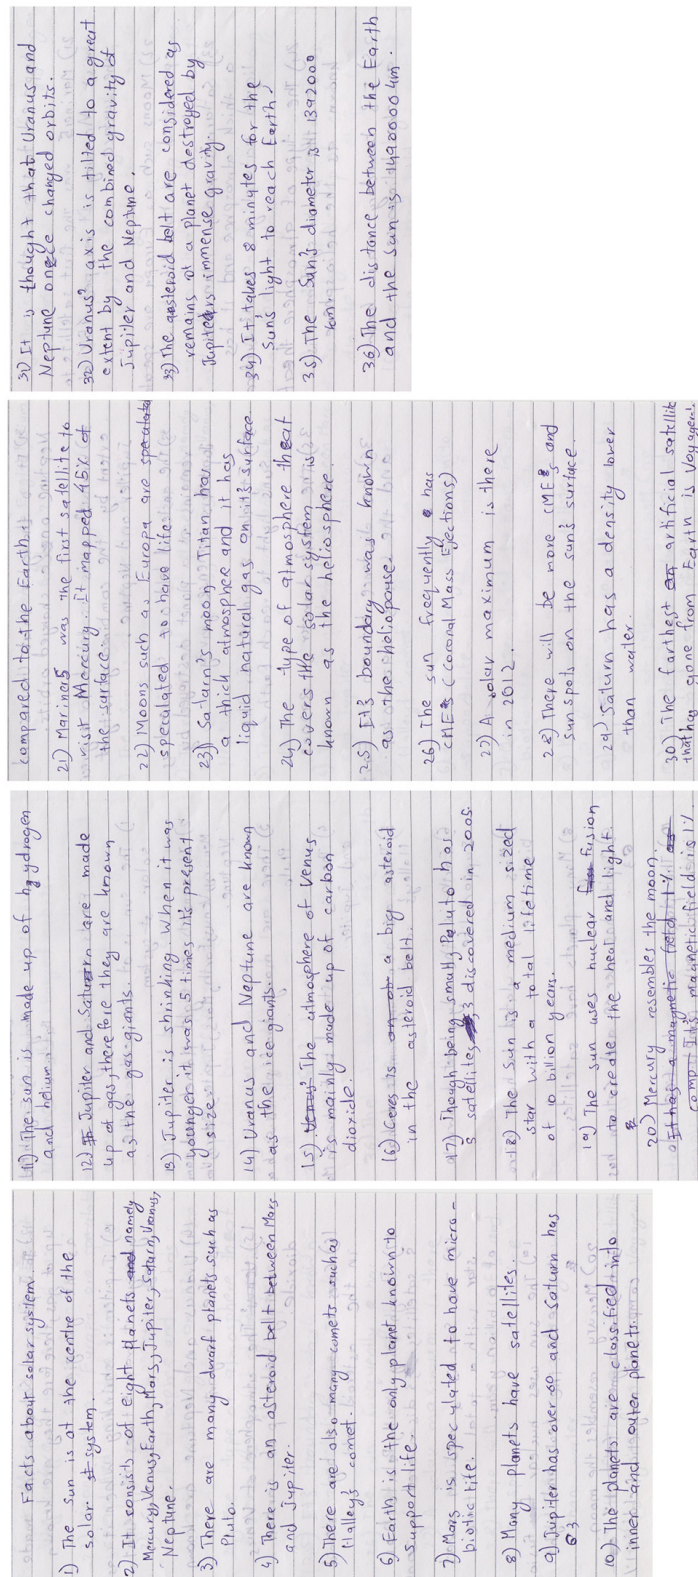 Facts about solar system.
1) The sun is at the centre of the
solar system.
2) It consists of eight planets namely
Mercury, Venus, Earth, Mars, Jupiter, Saturn, Uranus,
Neptune.
3) There are many dwarf planets such as
Pluto.
4) There is an asteroid belt between Mars
and Jupiter.
5) There are also many comets such as
Halley's comet.
6) Earth is the only planet known to
support life.
7) Mars is speculated to have micro-
biotic life.
8) Many planets have satellites.
9) Jupiter has over 60 and Saturn has
63
10) The planets are classified into
inner and outer planets.
11) The sun is made up of hydrogen
and helium.
12) Jupiter and Saturn are made
up of gas, therefore they are known
as the gas giants.
13) Jupiter is shrinking. When it was
younger it was 5 times it's present
size.
14) Uranus and Neptune are known
as the ice giants.
15) The atmosphere of Venus
is mainly made up of carbon
dioxide.
16) Ceres is a big asteroid
in the asteroid belt.
17) Though being small, Pluto has
5 satellites, 3 discovered in 2005.
18) The Sun is a medium sized
star with a total lifetime
of 10 billion years.
19) The sun uses nuclear fusion
to create the heat and light.
20) Mercury resembles the moon.
It has a magnetic field 1% as
comp It's magnetic field is 1%
compared to the Earth.
21) Mariner 5 was the first satellite to
visit Mercury. It mapped 45% of
the surface.
22) Moons such as Europa are speculated
speculated to have life.
23) Saturn's moon Titan has
a thick atmosphere and it has
liquid natural gas on it's surface.
24) The type of atmosphere that
covers the solar system is
known as the heliosphere.
25) It's boundary was known
as the heliopause.
26) The sun frequently has
CME's (Coronal Mass Ejections)
27) A solar maximum is there
in 2012.
28) There will be more CME's and
sunspots on the sun's surface.
29) Saturn has a density lower
than water.
30) The farthest artificial satellite
that has gone from Earth is Voyager 1.
31) It is thought that Uranus and
Neptune once changed orbits.
32) Uranus' axis is tilted to a great
extent by the combined gravity of
Jupiter and Neptune.
33) The asteroid belt are considered as
remains of a planet destroyed by
Jupiter's immense gravity.
34) It takes 8 minutes for the
sun's light to reach Earth.
35) The Sun's diameter is 1392000
km
36) The distance between the Earth
and the sun is 149000004m.